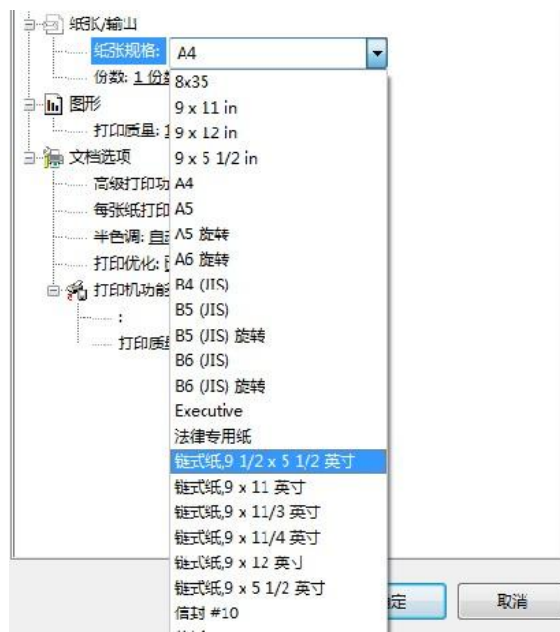 纸张/输出
纸张规格: A4
份数: 1 份
8x35
图形
9 x 11 in
打印质量:
9 x 12 in
文档选项
9 x 5 1/2 in
高级打印功
A4
每张纸打印
A5
半色调: 自
A5 旋转
打印优化:
A6 旋转
打印机功能
B4 (JIS)
:
B5 (JIS)
打印质
B5 (JIS) 旋转
B6 (JIS)
B6 (JIS) 旋转
Executive
法律专用纸
链式纸,9 1/2 x 5 1/2 英寸
链式纸,9 x 11 英寸
链式纸,9 x 11/3 英寸
链式纸,9 x 11/4 英寸
链式纸,9 x 12 英寸
链式纸,9 x 5 1/2 英寸
定
取消
信封 #10